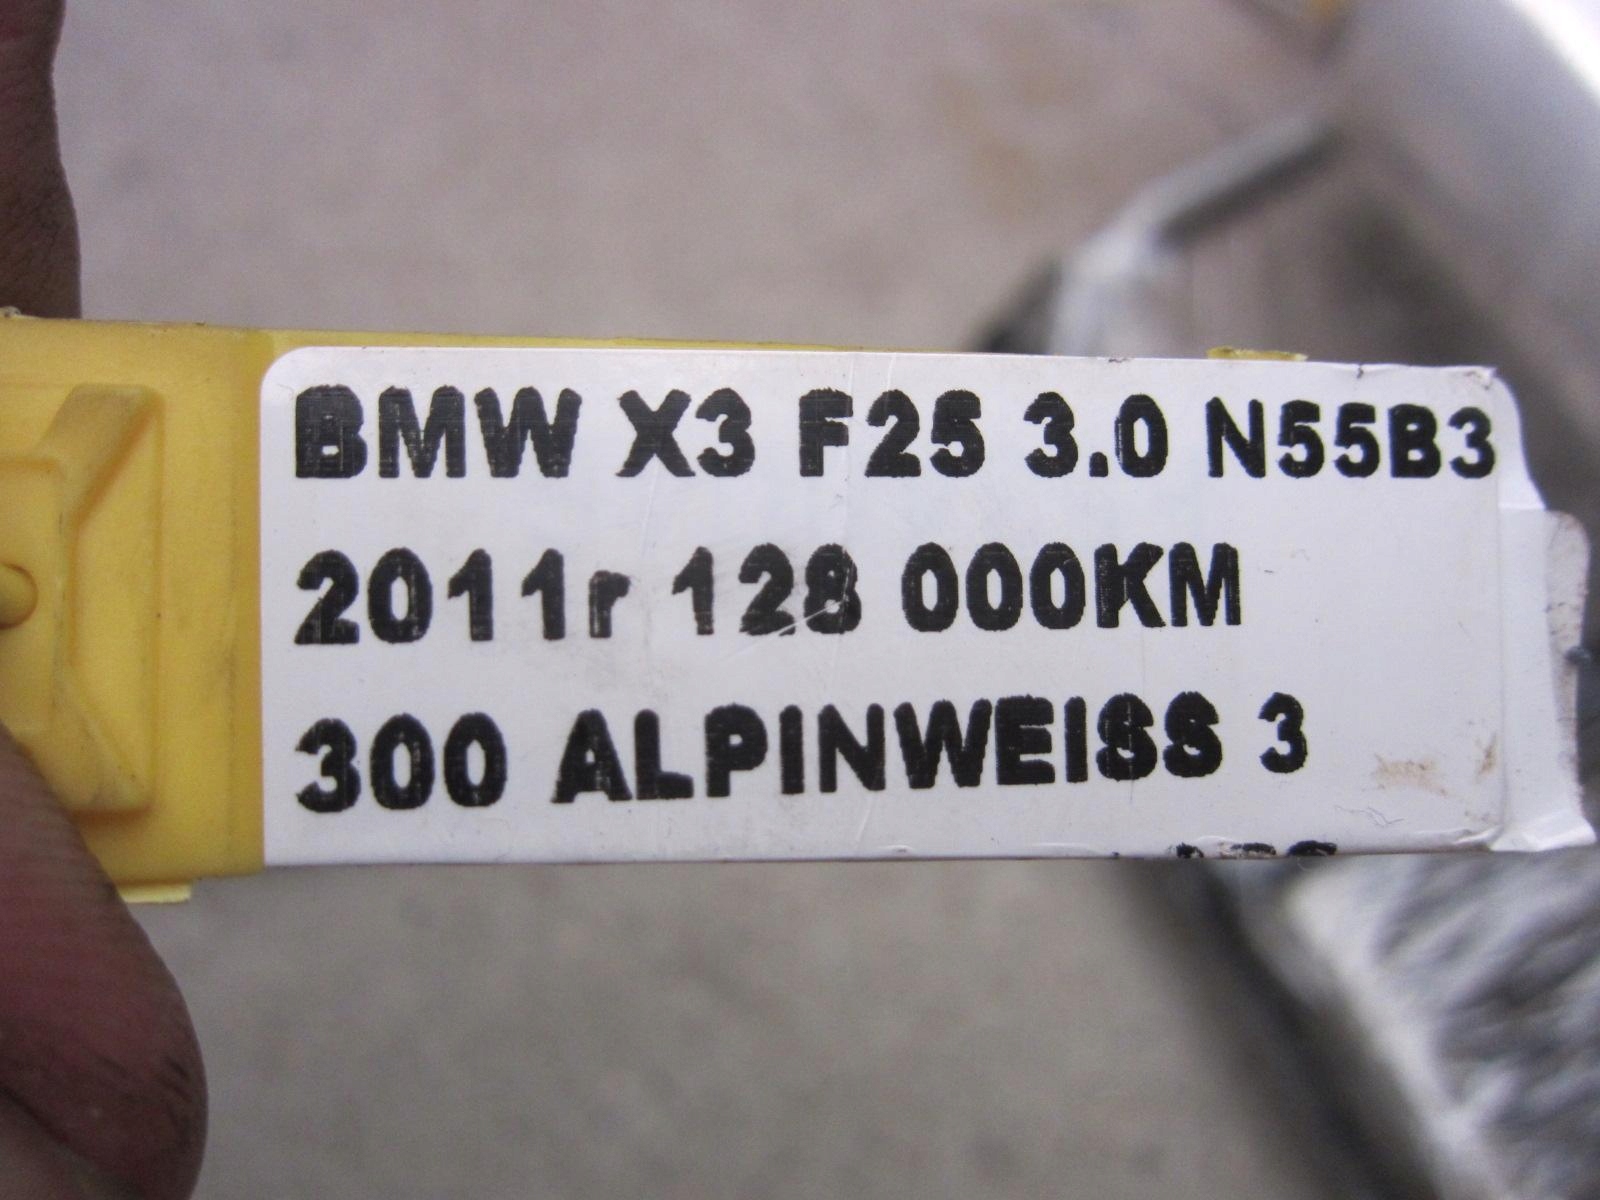 BMW X3 F25 3.0 N55B3
2011r 128 000KM
300 ALPINWEISS 3